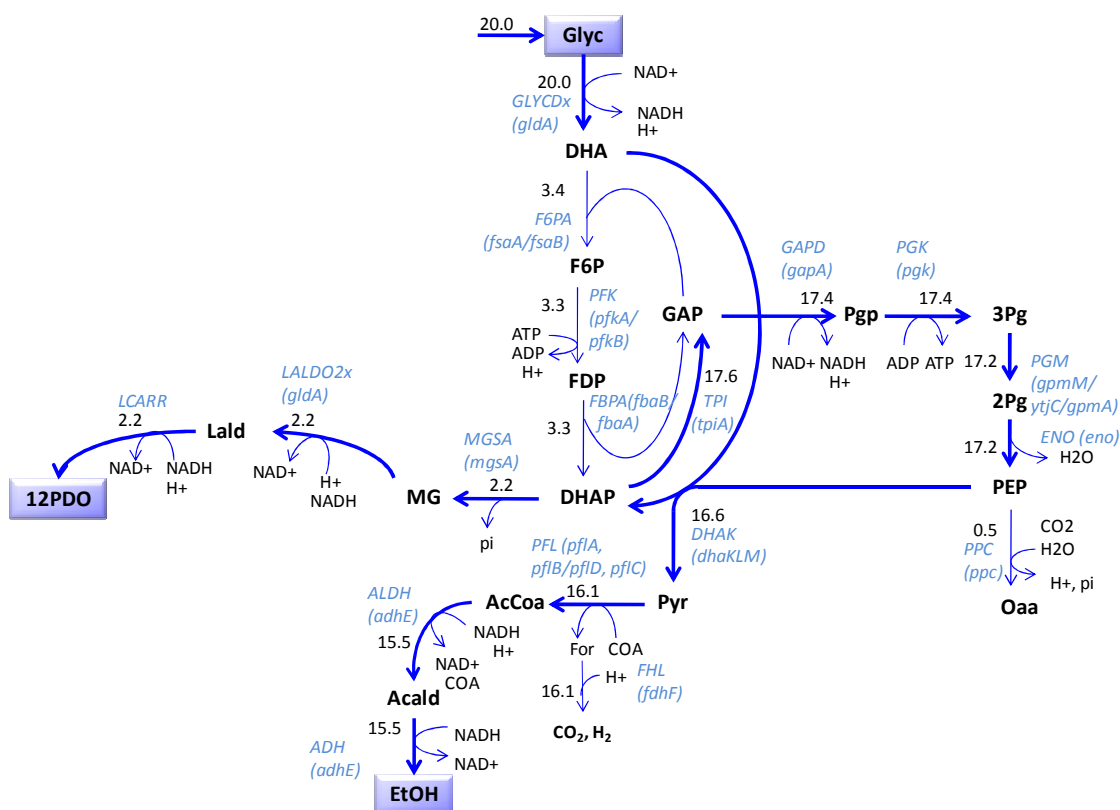 20.0
Glyc
20.0
NAD+
GLYCDx
(gldA)
NADH
H+
DHA
3.4
F6PA
(fsaA/fsaB)
F6P
3.3
PFK
(pfkA/
pfkB)
ATP
ADP
H+
FDP
FBPA(fbaB/
fbaA)
3.3
GAP
17.6
TPI
(tpiA)
GAPD
(gapA)
17.4
NAD+ NADH
H+
Pgp
PGK
(pgk)
17.4
ADP ATP
3Pg
17.2
PGM
(gpmM/
ytjC/gpmA)
2Pg
17.2
ENO (eno)
H2O
PEP
0.5
PPC
(ppc)
CO2
H2O
H+, pi
Oaa
DHAP
MGSA
(mgsA)
2.2
pi
MG
LALDO2x
(gldA)
2.2
NAD+
H+
NADH
Lald
LCARR
2.2
NAD+
NADH
H+
12PDO
16.6
DHAK
(dhaKLM)
Pyr
PFL (pflA,
pflB/pflD, pflC)
16.1
For
COA
AcCoa
16.1
H+
FHL
(fdhF)
CO2, H2
ALDH
(adhE)
15.5
NADH
H+
NAD+
COA
Acald
15.5
NADH
NAD+
ADH
(adhE)
EtOH